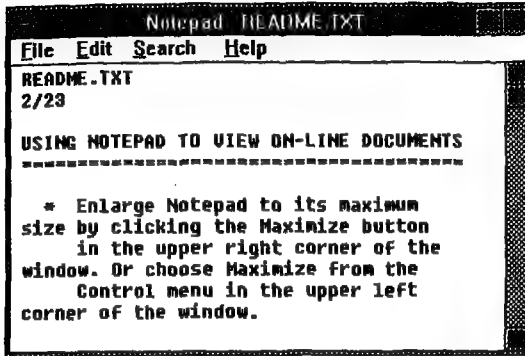 Notepad README.TXT
File Edit Search Help
README.TXT
2/23
USING NOTEPAD TO VIEW ON-LINE DOCUMENTS
=======================================
* Enlarge Notepad to its maximum
size by clicking the Maximize button
in the upper right corner of the
window. Or choose Maximize from the
Control menu in the upper left
corner of the window.